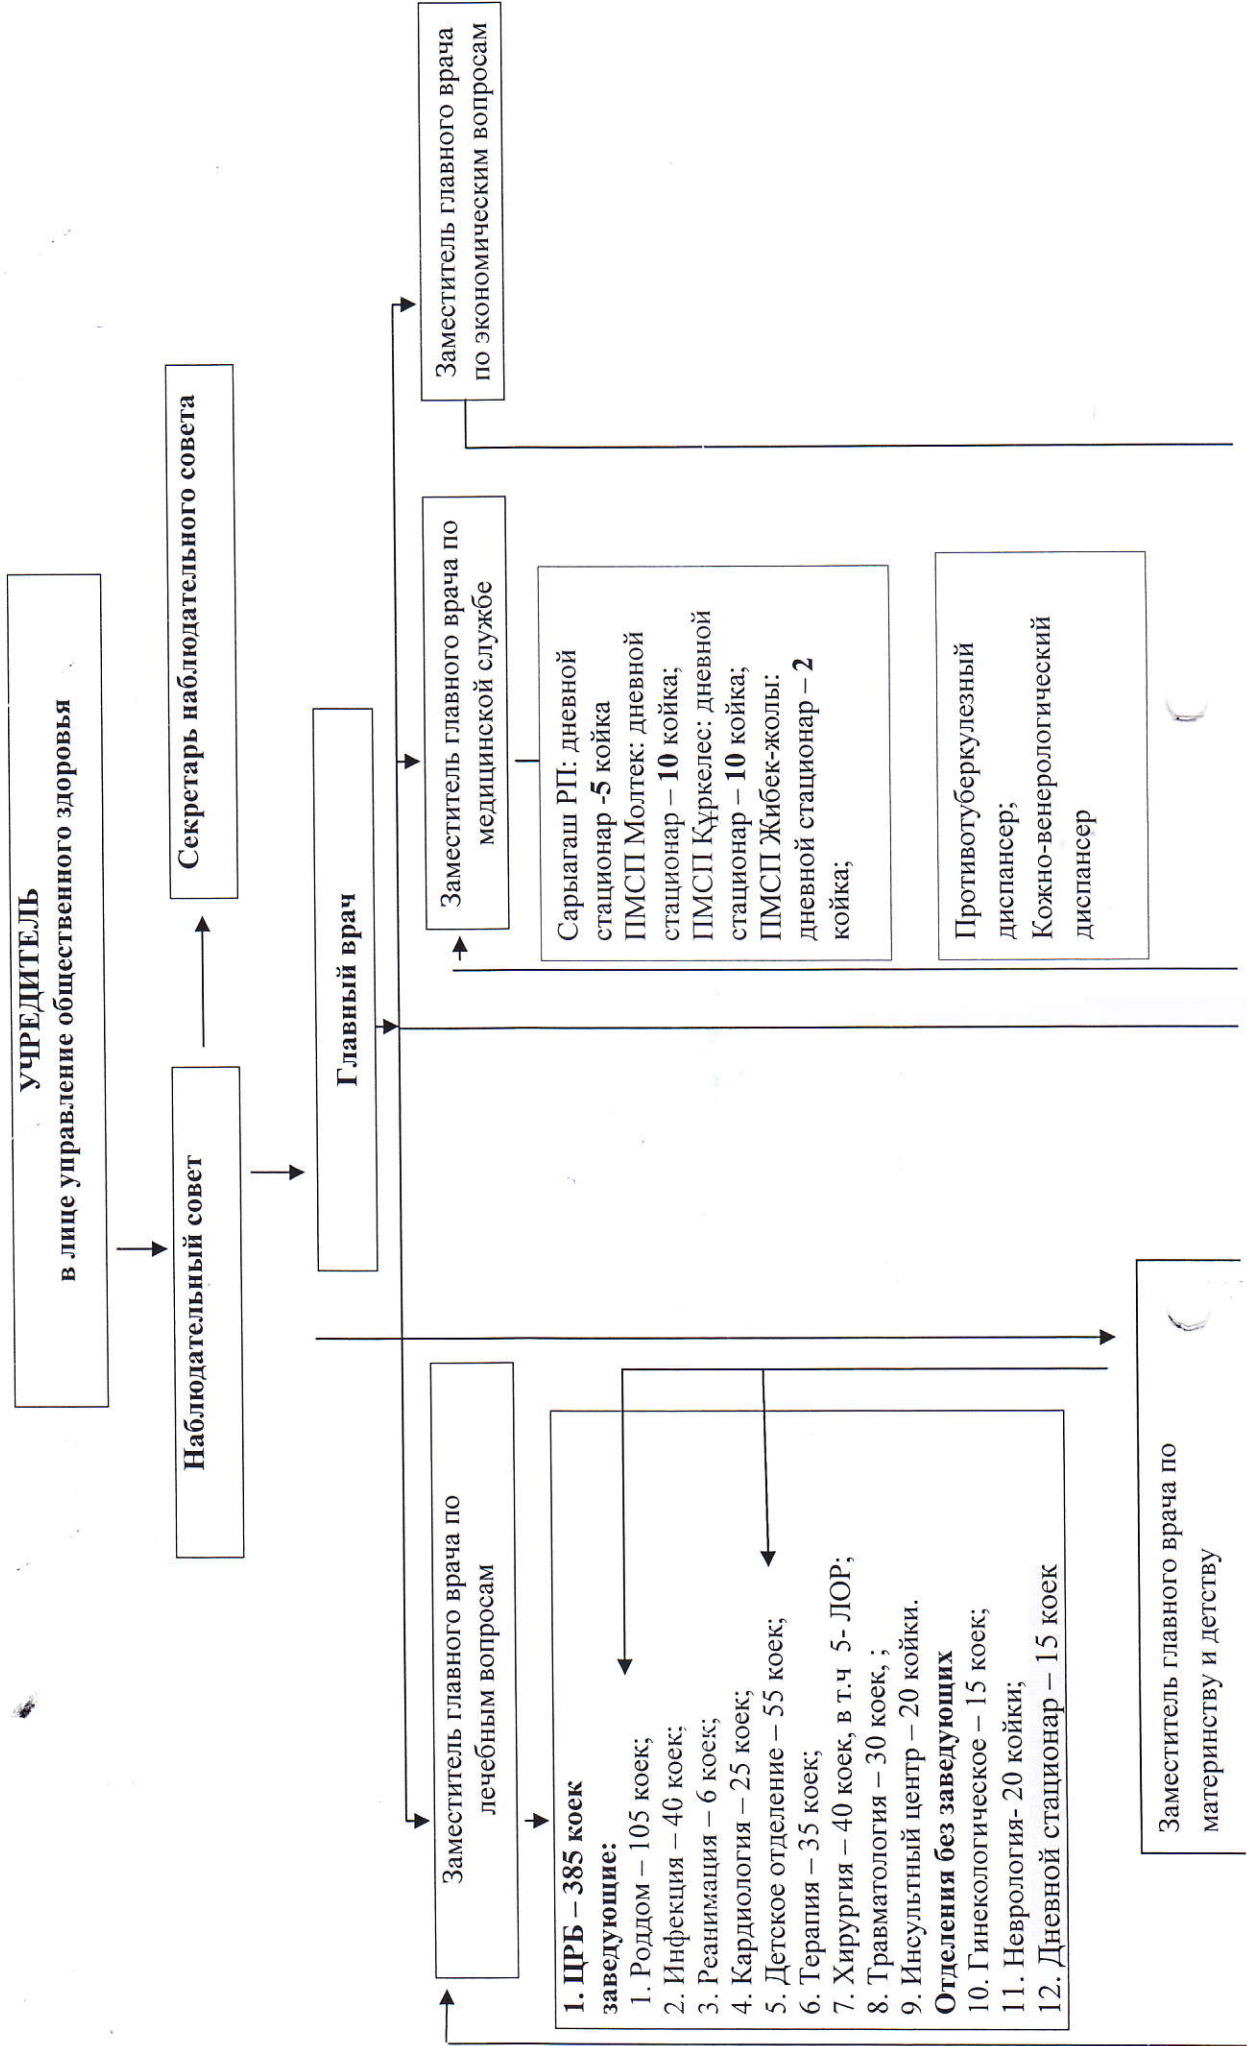 УЧРЕДИТЕЛЬ
в лице управление общественного здоровья
Наблюдательный совет
Секретарь наблюдательного совета
Главный врач
Заместитель главного врача по
лечебным вопросам
Заместитель главного врача по
медицинской службе
Заместитель главного врача
по экономическим вопросам
1. ЦРБ – 385 коек
заведующие:
1. Роддом – 105 коек;
2. Инфекция – 40 коек;
3. Реанимация – 6 коек;
4. Кардиология – 25 коек;
5. Детское отделение – 55 коек;
6. Терапия – 35 коек;
7. Хирургия – 40 коек, в т.ч 5- ЛОР;
8. Травматология – 30 коек, ;
9. Инсультный центр – 20 койки.
Отделения без заведующих
10. Гинекологическое – 15 коек;
11. Неврология- 20 койки;
12. Дневной стационар – 15 коек
Сарыагаш РП: дневной
стационар -5 койка
ПМСП Молтек: дневной
стационар – 10 койка;
ПМСП Құркелес: дневной
стационар – 10 койка;
ПМСП Жибек-жолы:
дневной стационар – 2
койка;
Противотуберкулезный
диспансер;
Кожно-венерологический
диспансер
Заместитель главного врача по
материнству и детству